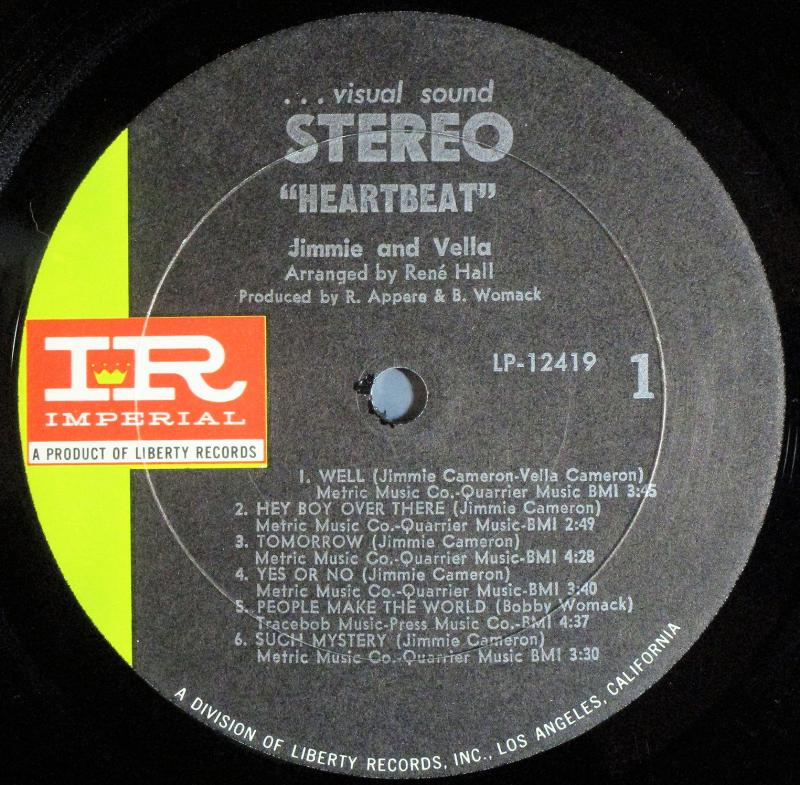 ...visual sound
STEREO
"HEARTBEAT"
Jimmie and Vella
Arranged by René Hall
Produced by R. Appere & B. Womack
LP-12419
1
IR
IMPERIAL
A PRODUCT OF LIBERTY RECORDS
1. WELL (Jimmie Cameron-Vella Cameron)
Metric Music Co.-Quarrier Music BMI 3:45
2. HEY BOY OVER THERE (Jimmie Cameron)
Metric Music Co.-Quarrier Music-BMI 2:49
3. TOMORROW (Jimmie Cameron)
Metric Music Co.-Quarrier Music-BMI 4:28
4. YES OR NO (Jimmie Cameron)
Metric Music Co.-Quarrier Music-BMI 3:40
5. PEOPLE MAKE THE WORLD (Bobby Womack)
Tracebob Music-Press Music Co.-BMI 4:37
6. SUCH MYSTERY (Jimmie Cameron)
Metric Music Co.-Quarrier Music BMI 3:30
A DIVISION OF LIBERTY RECORDS, INC., LOS ANGELES, CALIFORNIA